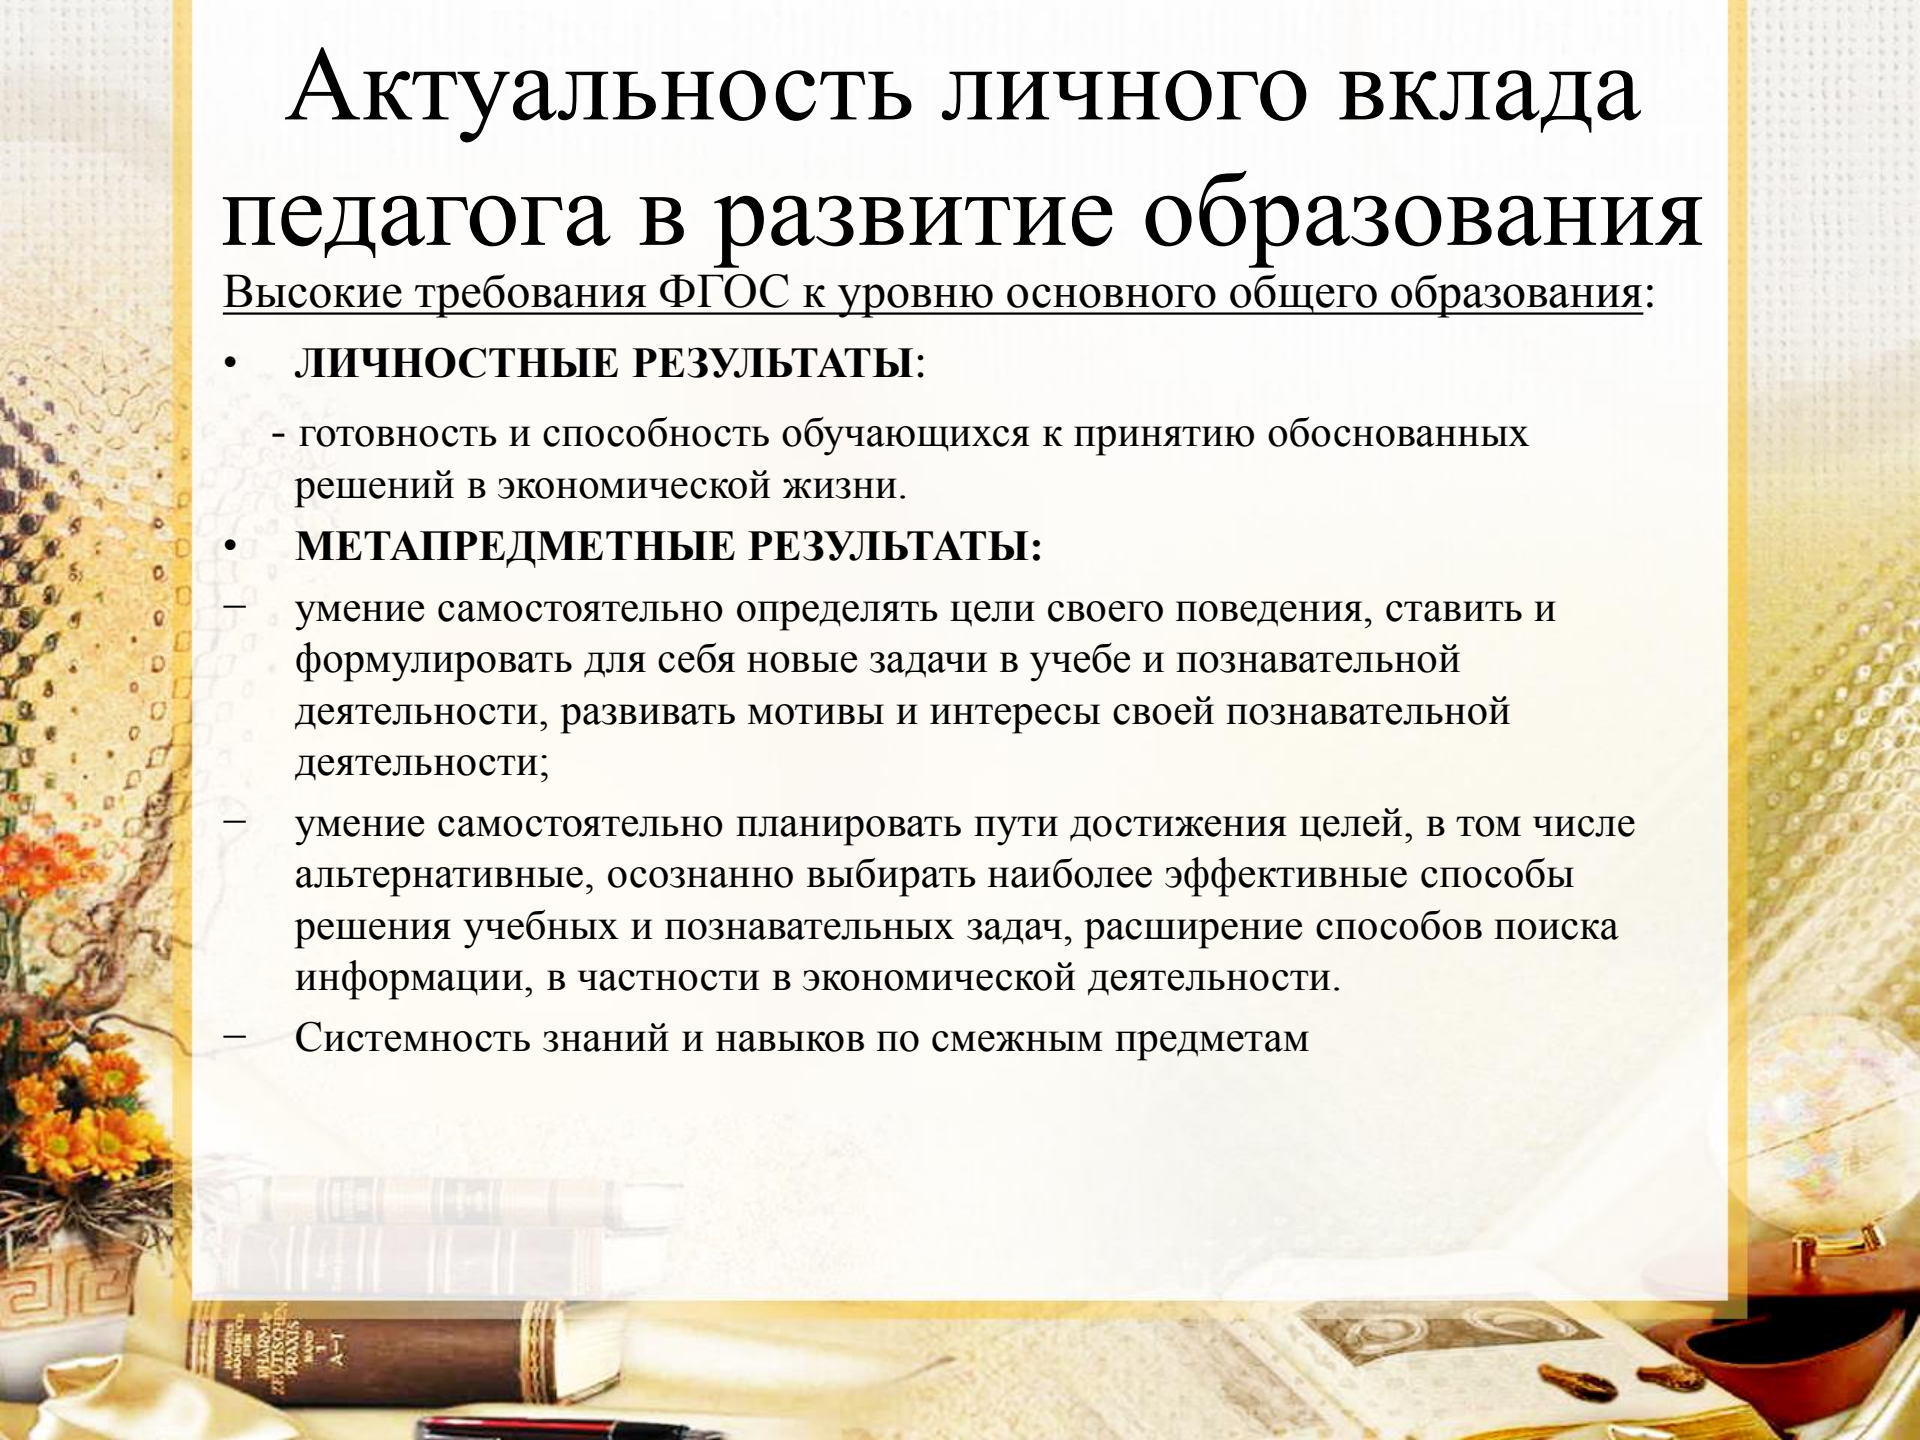 Актуальность личного вклада
педагога в развитие образования
Высокие требования ФГОС к уровню основного общего образования:
• ЛИЧНОСТНЫЕ РЕЗУЛЬТАТЫ:
- готовность и способность обучающихся к принятию обоснованных
решений в экономической жизни.
• МЕТАПРЕДМЕТНЫЕ РЕЗУЛЬТАТЫ:
– умение самостоятельно определять цели своего поведения, ставить и
формулировать для себя новые задачи в учебе и познавательной
деятельности, развивать мотивы и интересы своей познавательной
деятельности;
– умение самостоятельно планировать пути достижения целей, в том числе
альтернативные, осознанно выбирать наиболее эффективные способы
решения учебных и познавательных задач, расширение способов поиска
информации, в частности в экономической деятельности.
– Системность знаний и навыков по смежным предметам
PRAXIS
BAND
A-I